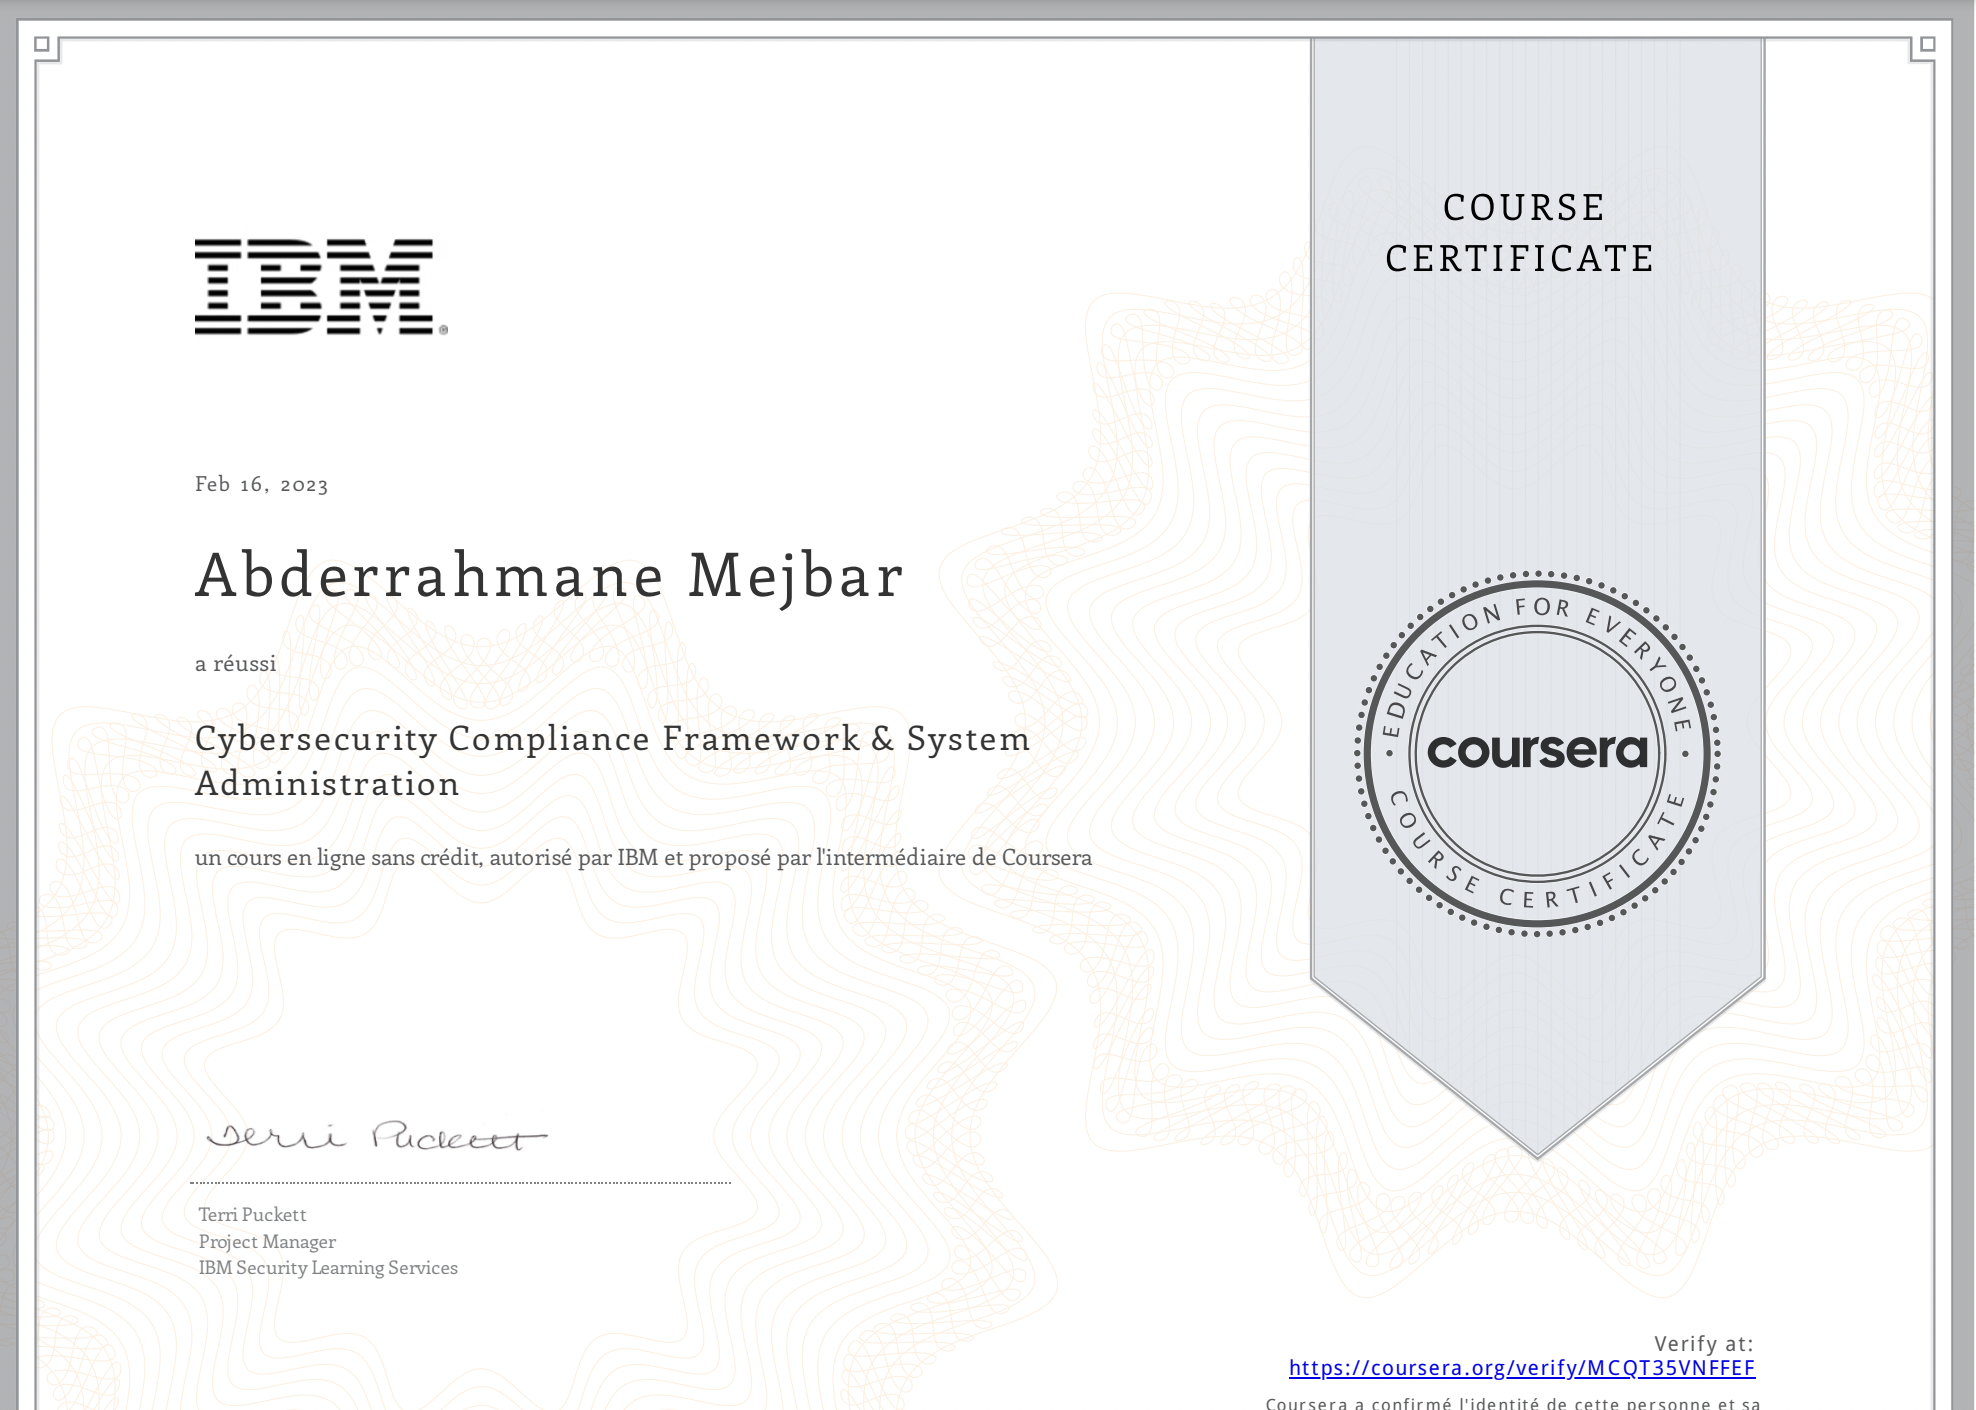 COURSE
CERTIFICATE
IBM®
Feb 16, 2023
Abderrahmane Mejbar
a réussi
Cybersecurity Compliance Framework & System
Administration
un cours en ligne sans crédit, autorisé par IBM et proposé par l'intermédiaire de Coursera
EDUCATION FOR EVERYONE
coursera
COURSE CERTIFICATE
Terri Puckett
Terri Puckett
Project Manager
IBM Security Learning Services
Verify at:
https://coursera.org/verify/MCQT35VNFFEF
Coursera a confirmé l'identité de cette personne et sa